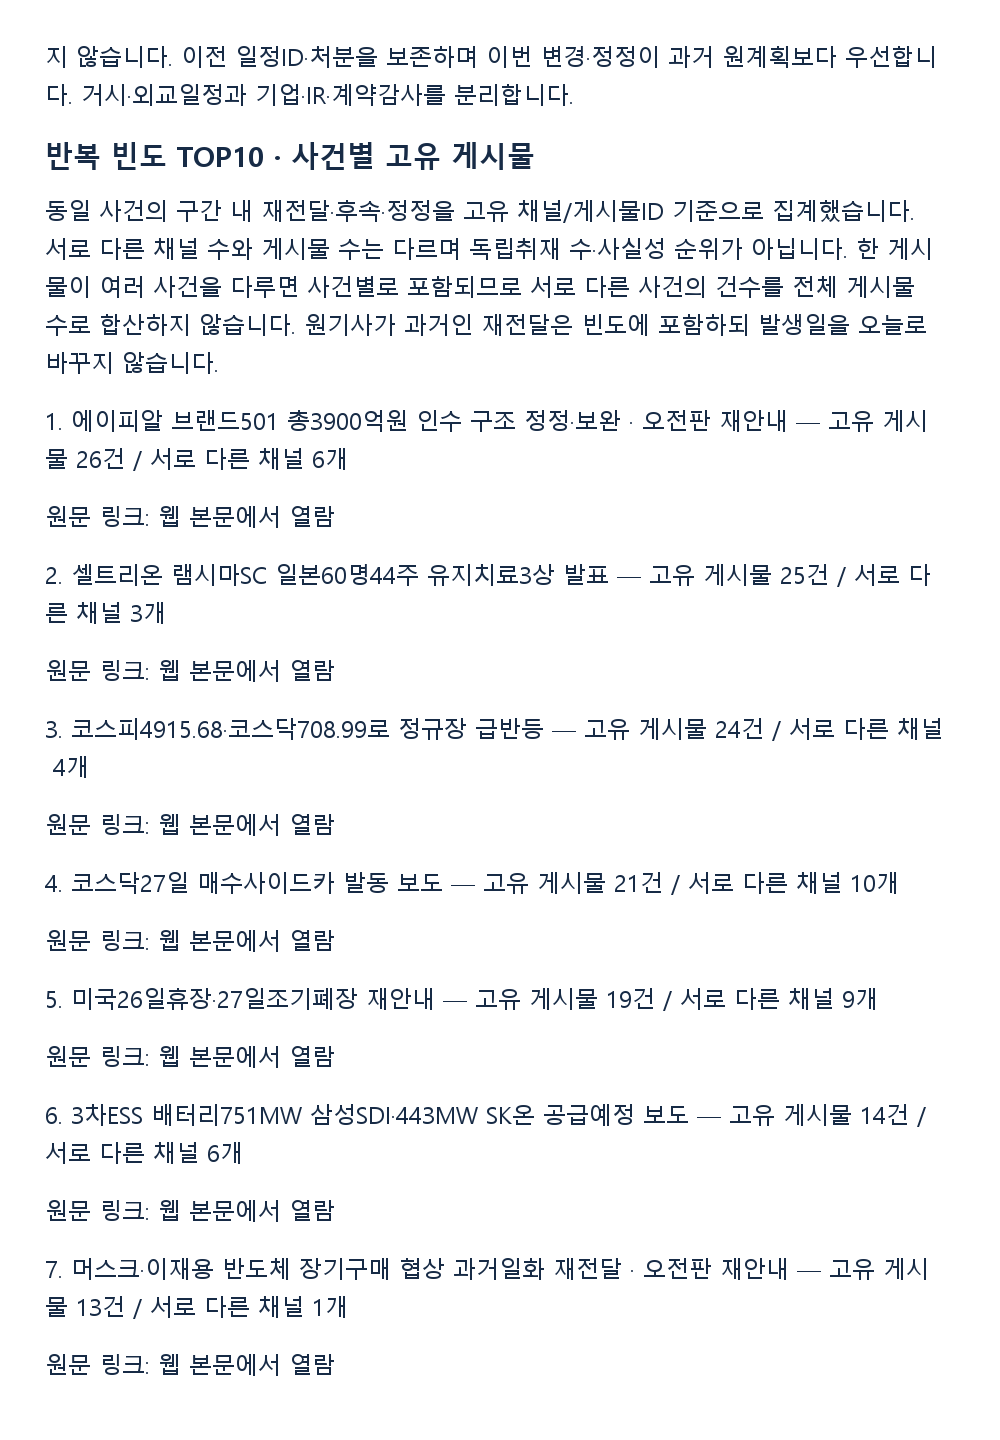 지 않습니다. 이전 일정ID·처분을 보존하며 이번 변경·정정이 과거 원계획보다 우선합니
다. 거시·외교일정과 기업·IR·계약감사를 분리합니다.
반복 빈도 TOP10 · 사건별 고유 게시물
동일 사건의 구간 내 재전달·후속·정정을 고유 채널/게시물ID 기준으로 집계했습니다.
서로 다른 채널 수와 게시물 수는 다르며 독립취재 수·사실성 순위가 아닙니다. 한 게시
물이 여러 사건을 다루면 사건별로 포함되므로 서로 다른 사건의 건수를 전체 게시물
수로 합산하지 않습니다. 원기사가 과거인 재전달은 빈도에 포함하되 발생일을 오늘로
바꾸지 않습니다.
1. 에이피알 브랜드501 총3900억원 인수 구조 정정·보완 · 오전판 재안내 — 고유 게시
물 26건 / 서로 다른 채널 6개
원문 링크: 웹 본문에서 열람
2. 셀트리온 램시마SC 일본60명44주 유지치료3상 발표 — 고유 게시물 25건 / 서로 다
른 채널 3개
원문 링크: 웹 본문에서 열람
3. 코스피4915.68·코스닥708.99로 정규장 급반등 — 고유 게시물 24건 / 서로 다른 채널
4개
원문 링크: 웹 본문에서 열람
4. 코스닥27일 매수사이드카 발동 보도 — 고유 게시물 21건 / 서로 다른 채널 10개
원문 링크: 웹 본문에서 열람
5. 미국26일휴장·27일조기폐장 재안내 — 고유 게시물 19건 / 서로 다른 채널 9개
원문 링크: 웹 본문에서 열람
6. 3차ESS 배터리751MW 삼성SDI·443MW SK온 공급예정 보도 — 고유 게시물 14건 /
서로 다른 채널 6개
원문 링크: 웹 본문에서 열람
7. 머스크·이재용 반도체 장기구매 협상 과거일화 재전달 · 오전판 재안내 — 고유 게시
물 13건 / 서로 다른 채널 1개
원문 링크: 웹 본문에서 열람